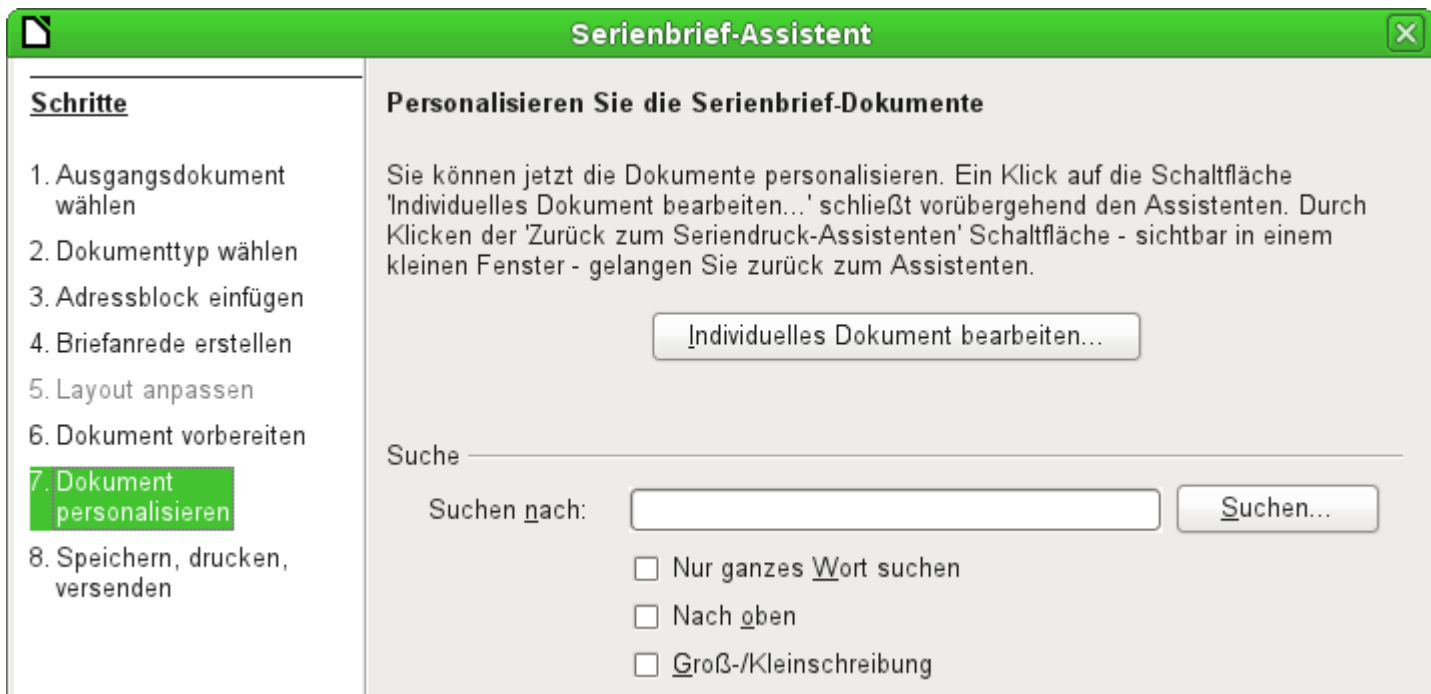 Serienbrief-Assistent
Schritte
1. Ausgangsdokument
wählen
2. Dokumenttyp wählen
3. Adressblock einfügen
4. Briefanrede erstellen
5. Layout anpassen
6. Dokument vorbereiten
7. Dokument
personalisieren
8. Speichern, drucken,
versenden
Personalisieren Sie die Serienbrief-Dokumente
Sie können jetzt die Dokumente personalisieren. Ein Klick auf die Schaltfläche
'Individuelles Dokument bearbeiten...' schließt vorübergehend den Assistenten. Durch
Klicken der 'Zurück zum Seriendruck-Assistenten' Schaltfläche - sichtbar in einem
kleinen Fenster - gelangen Sie zurück zum Assistenten.
Individuelles Dokument bearbeiten...
Suche
Suchen nach:
Suchen...
Nur ganzes Wort suchen
Nach oben
Groß-/Kleinschreibung